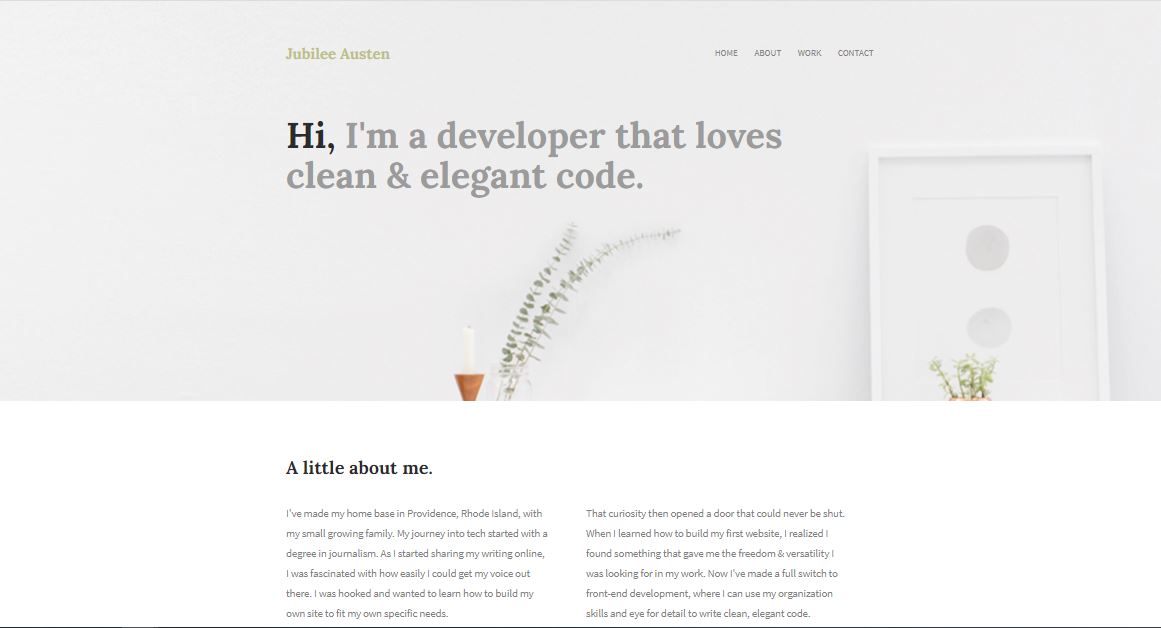 Jubilee Austen
HOME ABOUT WORK CONTACT
Hi, I'm a developer that loves
clean & elegant code.
A little about me.
I've made my home base in Providence, Rhode Island, with
my small growing family. My journey into tech started with a
degree in journalism. As I started sharing my writing online,
I was fascinated with how easily I could get my voice out
there. I was hooked and wanted to learn how to build my
own site to fit my own specific needs.
That curiosity then opened a door that could never be shut.
When I learned how to build my first website, I realized I
found something that gave me the freedom & versatility I
was looking for in my work. Now I've made a full switch to
front-end development, where I can use my organization
skills and eye for detail to write clean, elegant code.